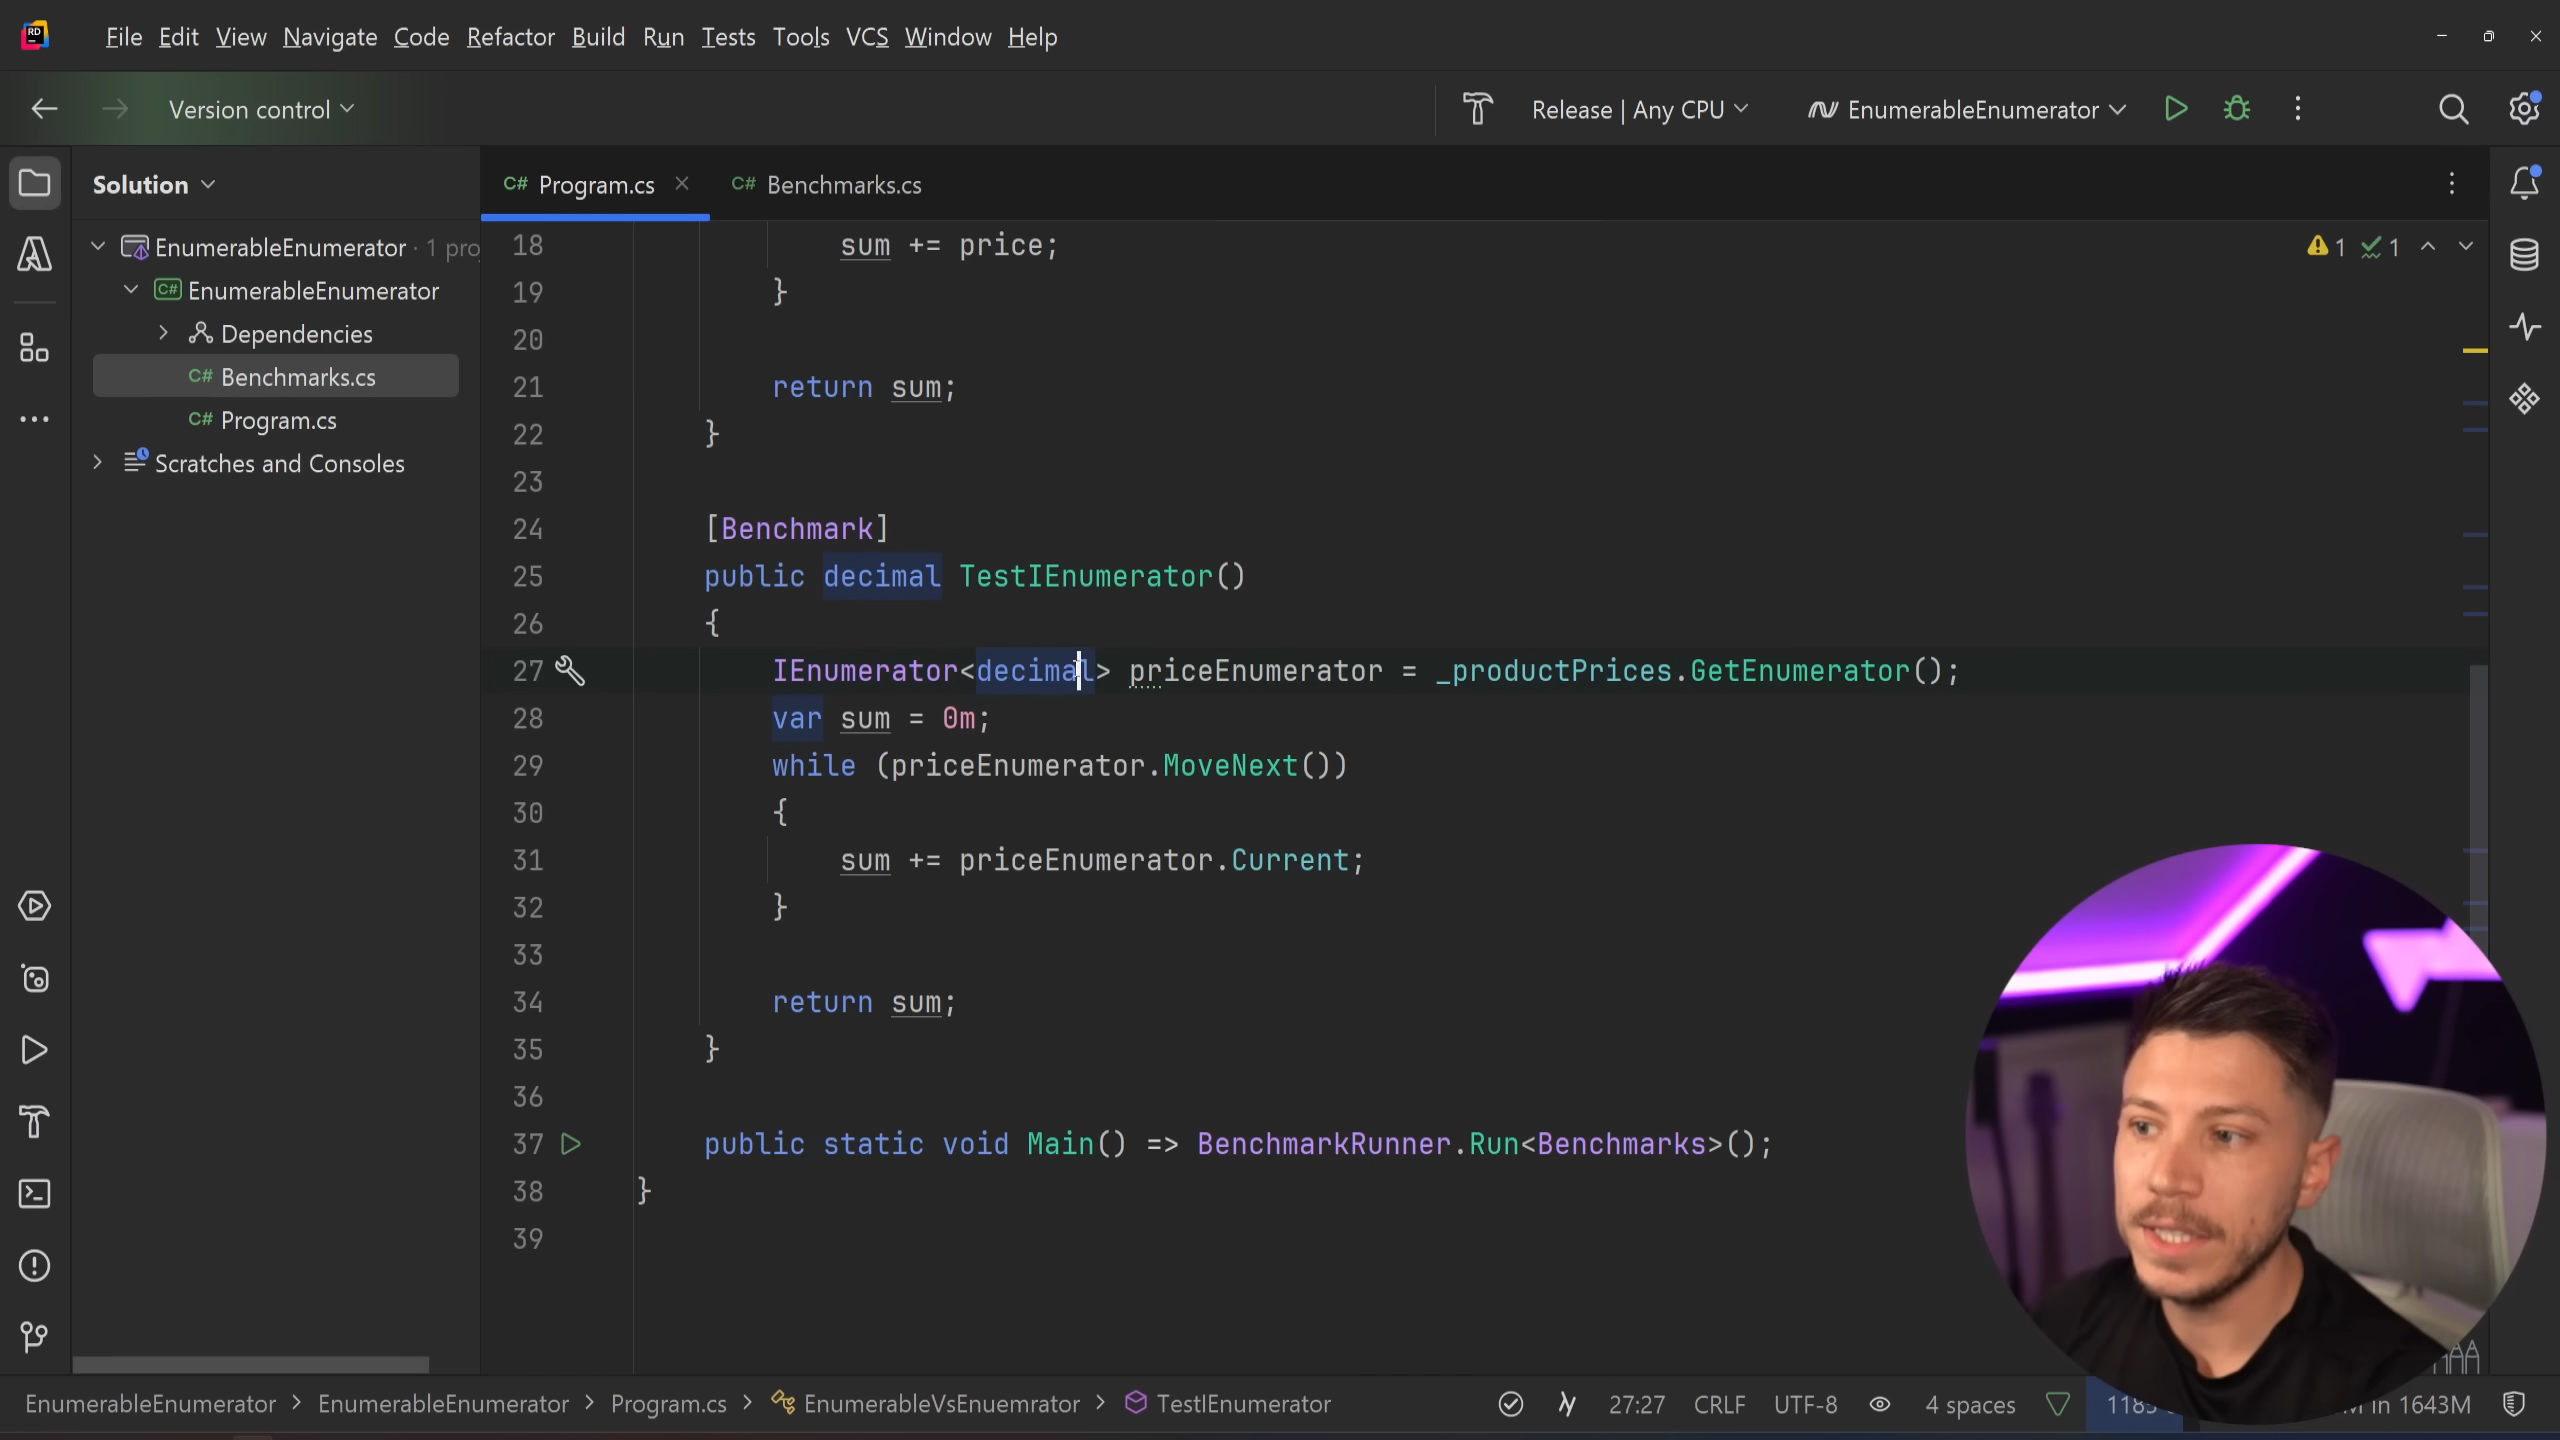 RD
File Edit View Navigate Code Refactor Build Run Tests Tools VCS Window Help
Version control
Release | Any CPU
EnumerableEnumerator
Solution
C# Program.cs
C# Benchmarks.cs
EnumerableEnumerator · 1 pro
C# EnumerableEnumerator
Dependencies
C# Benchmarks.cs
C# Program.cs
Scratches and Consoles
1 1
18 sum += price;
19 }
20
21 return sum;
22 }
23
24 [Benchmark]
25 public decimal TestIEnumerator()
26 {
27 IEnumerator<decimal> priceEnumerator = _productPrices.GetEnumerator();
28 var sum = 0m;
29 while (priceEnumerator.MoveNext())
30 {
31 sum += priceEnumerator.Current;
32 }
33
34 return sum;
35 }
36
37 public static void Main() => BenchmarkRunner.Run<Benchmarks>();
38 }
39
EnumerableEnumerator > EnumerableEnumerator > Program.cs > EnumerableVsEnuemrator > TestIEnumerator
27:27 CRLF UTF-8 4 spaces in 1643M